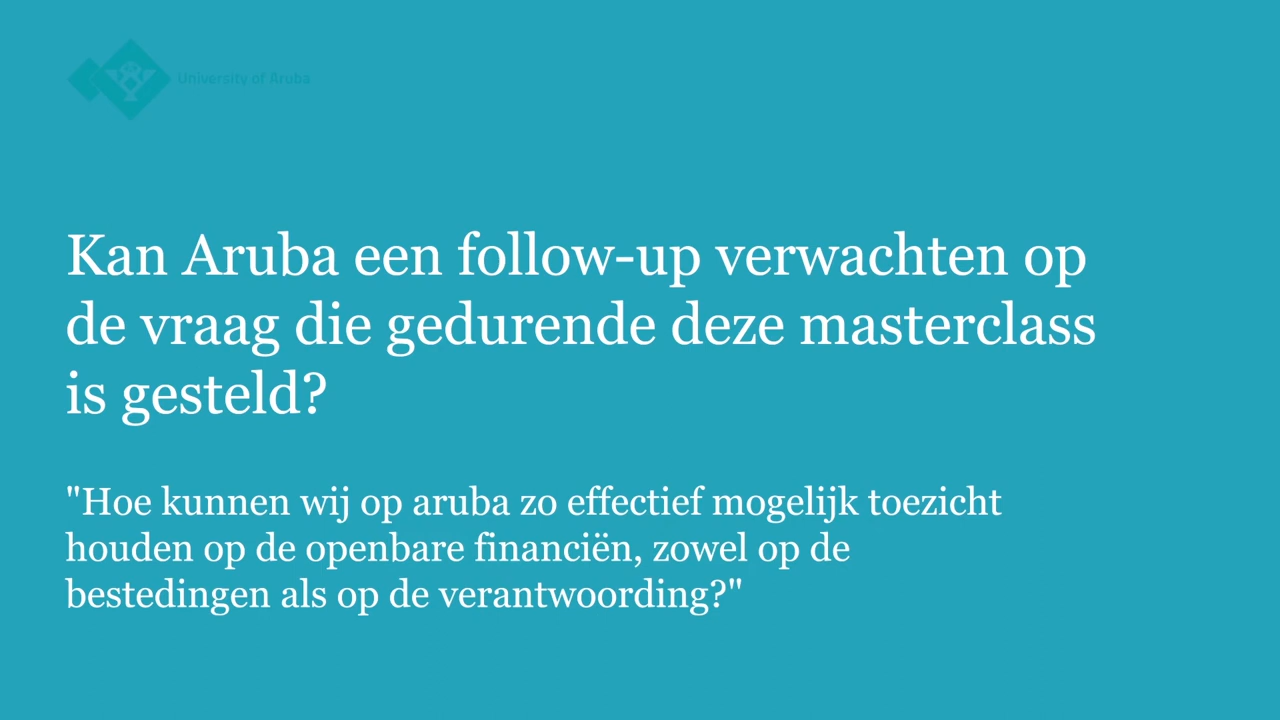 University of Aruba
Kan Aruba een follow-up verwachten op
de vraag die gedurende deze masterclass
is gesteld?
"Hoe kunnen wij op aruba zo effectief mogelijk toezicht
houden op de openbare financiën, zowel op de
bestedingen als op de verantwoording?"